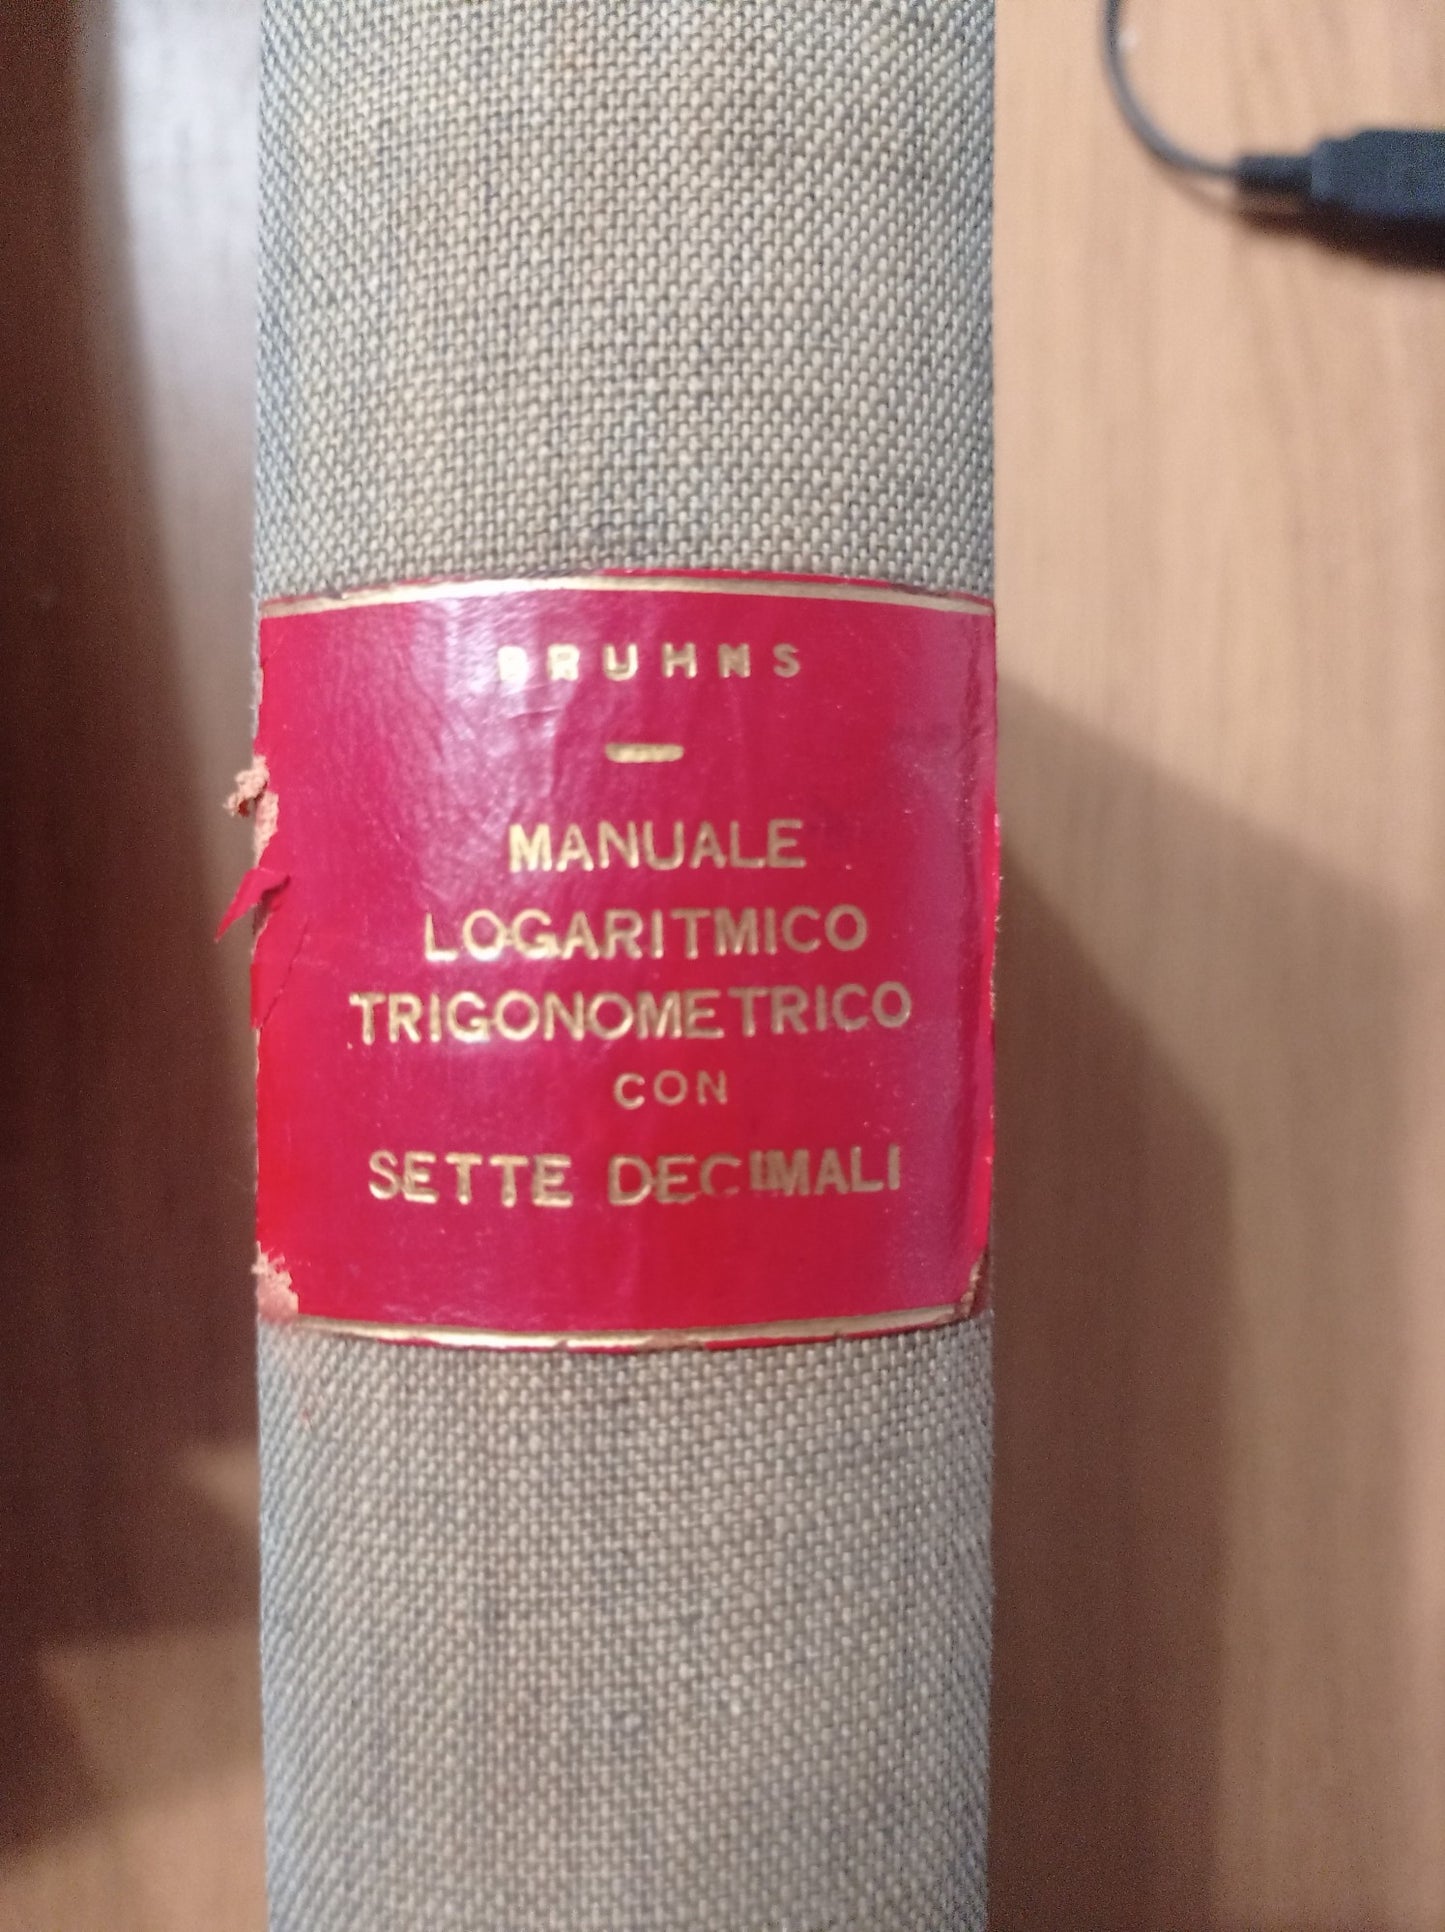 BRUHNS
MANUALE
LOGARITMICO
TRIGONOMETRICO
CON
SETTE DECIMALI